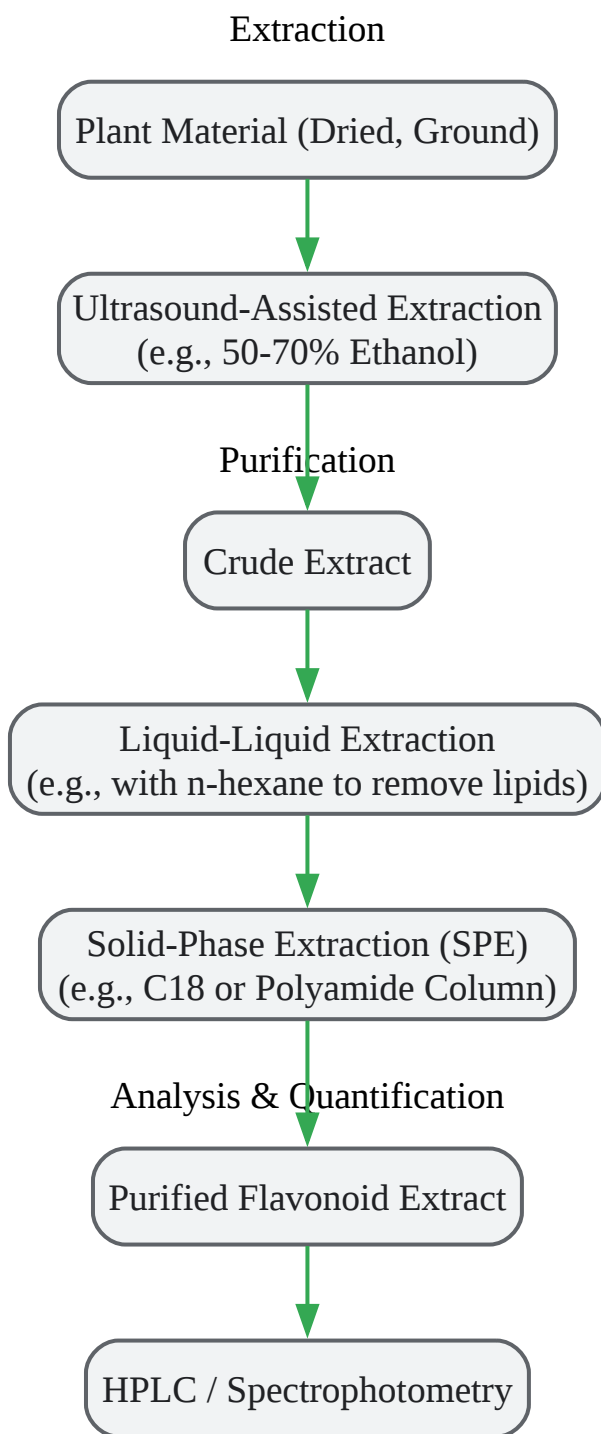 Extraction
Plant Material (Dried, Ground)
Ultrasound-Assisted Extraction
(e.g., 50-70% Ethanol)
Purification
Crude Extract
Liquid-Liquid Extraction
(e.g., with n-hexane to remove lipids)
Solid-Phase Extraction (SPE)
(e.g., C18 or Polyamide Column)
Analysis & Quantification
Purified Flavonoid Extract
HPLC / Spectrophotometry